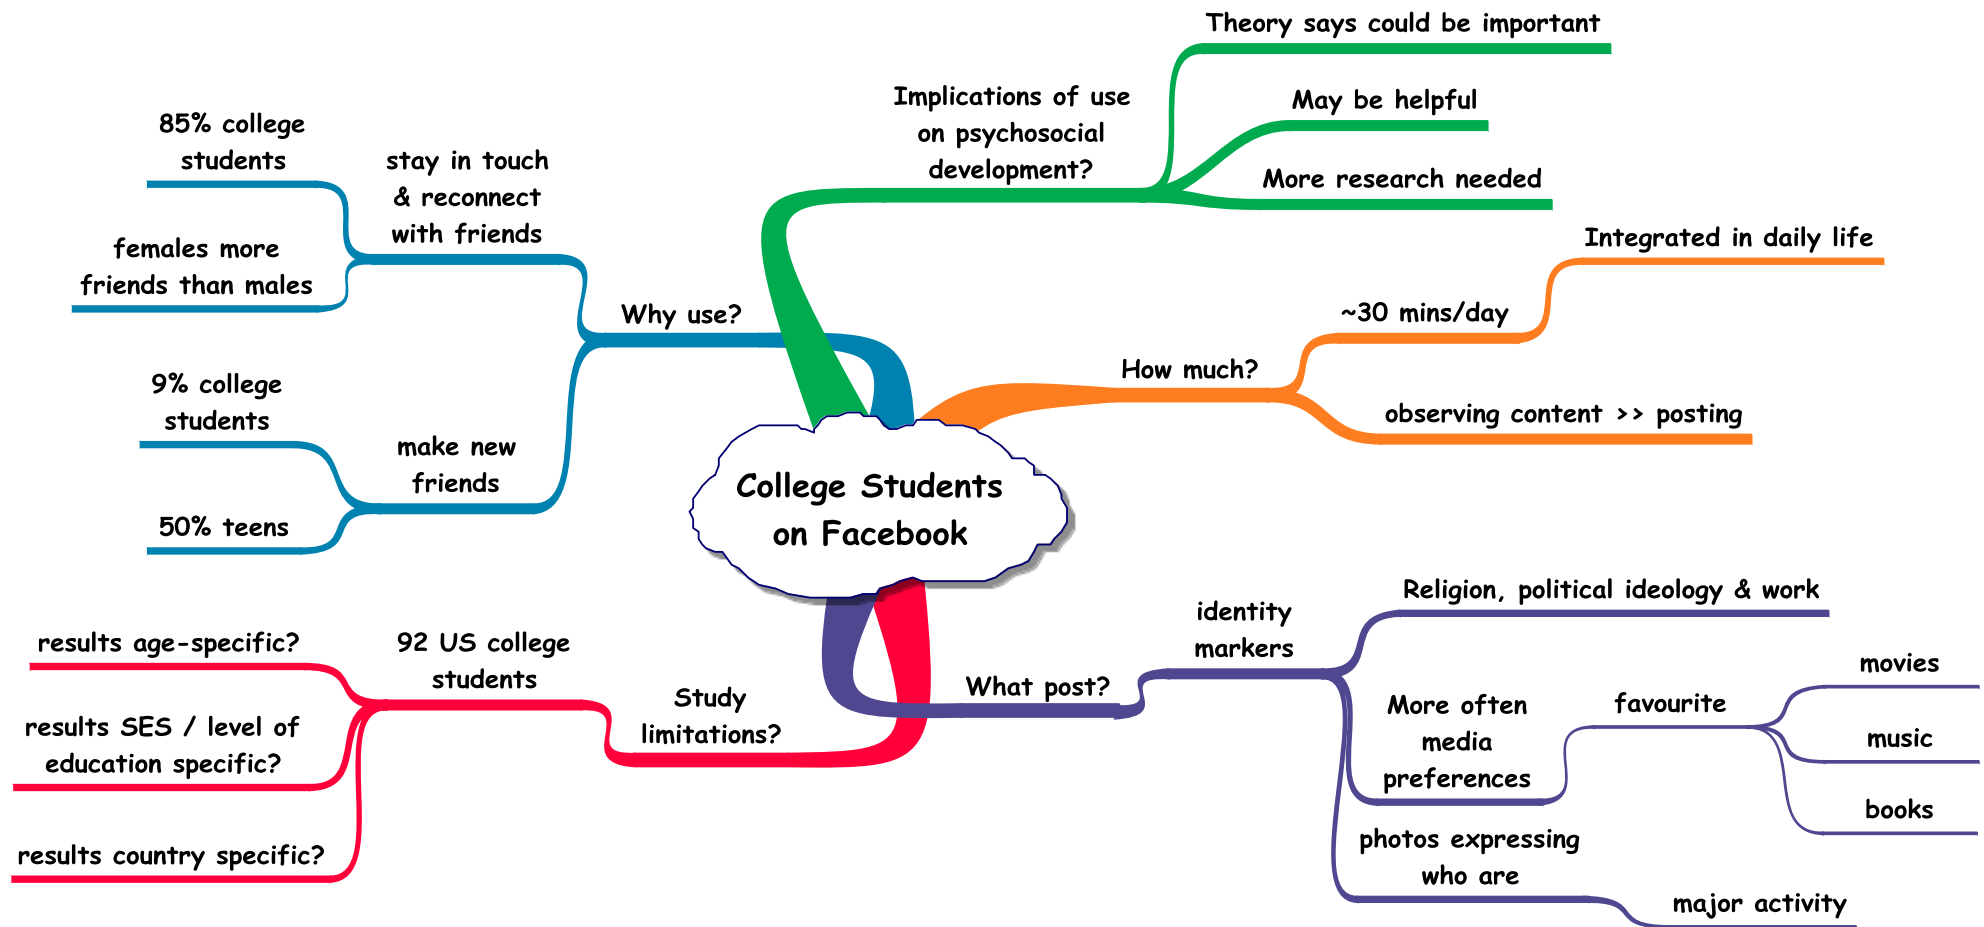 College Students
on Facebook
Implications of use
on psychosocial
development?
Theory says could be important
May be helpful
More research needed
How much?
~30 mins/day
Integrated in daily life
observing content >> posting
What post?
identity
markers
Religion, political ideology & work
More often
media
preferences
favourite
movies
music
books
photos expressing
who are
major activity
Study
limitations?
92 US college
students
results age-specific?
results SES / level of
education specific?
results country specific?
Why use?
stay in touch
& reconnect
with friends
85% college
students
females more
friends than males
make new
friends
9% college
students
50% teens